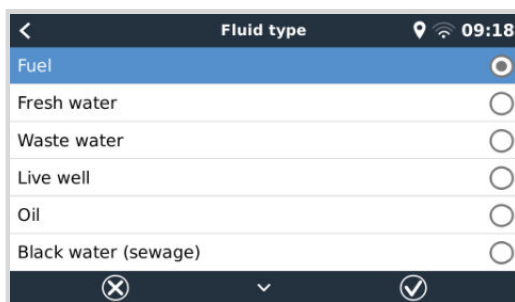 Fluid type 09:18
Fuel
Fresh water
Waste water
Live well
Oil
Black water (sewage)